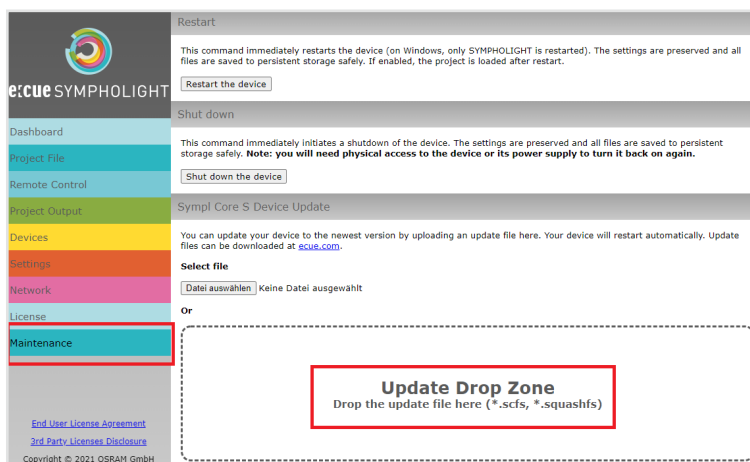 e:cue SYMPHOLIGHT
Dashboard
Project File
Remote Control
Project Output
Devices
Settings
Network
License
Maintenance
End User License Agreement
3rd Party Licenses Disclosure
Copyright © 2021 OSRAM GmbH
Restart
This command immediately restarts the device (on Windows, only SYMPHOLIGHT is restarted). The settings are preserved and all
files are saved to persistent storage safely. If enabled, the project is loaded after restart.
Restart the device
Shut down
This command immediately initiates a shutdown of the device. The settings are preserved and all files are saved to persistent
storage safely. Note: you will need physical access to the device or its power supply to turn it back on again.
Shut down the device
Sympl Core S Device Update
You can update your device to the newest version by uploading an update file here. Your device will restart automatically. Update
files can be downloaded at ecue.com.
Select file
Datei auswählen Keine Datei ausgewählt
Or
Update Drop Zone
Drop the update file here (*.scfs, *.squashfs)